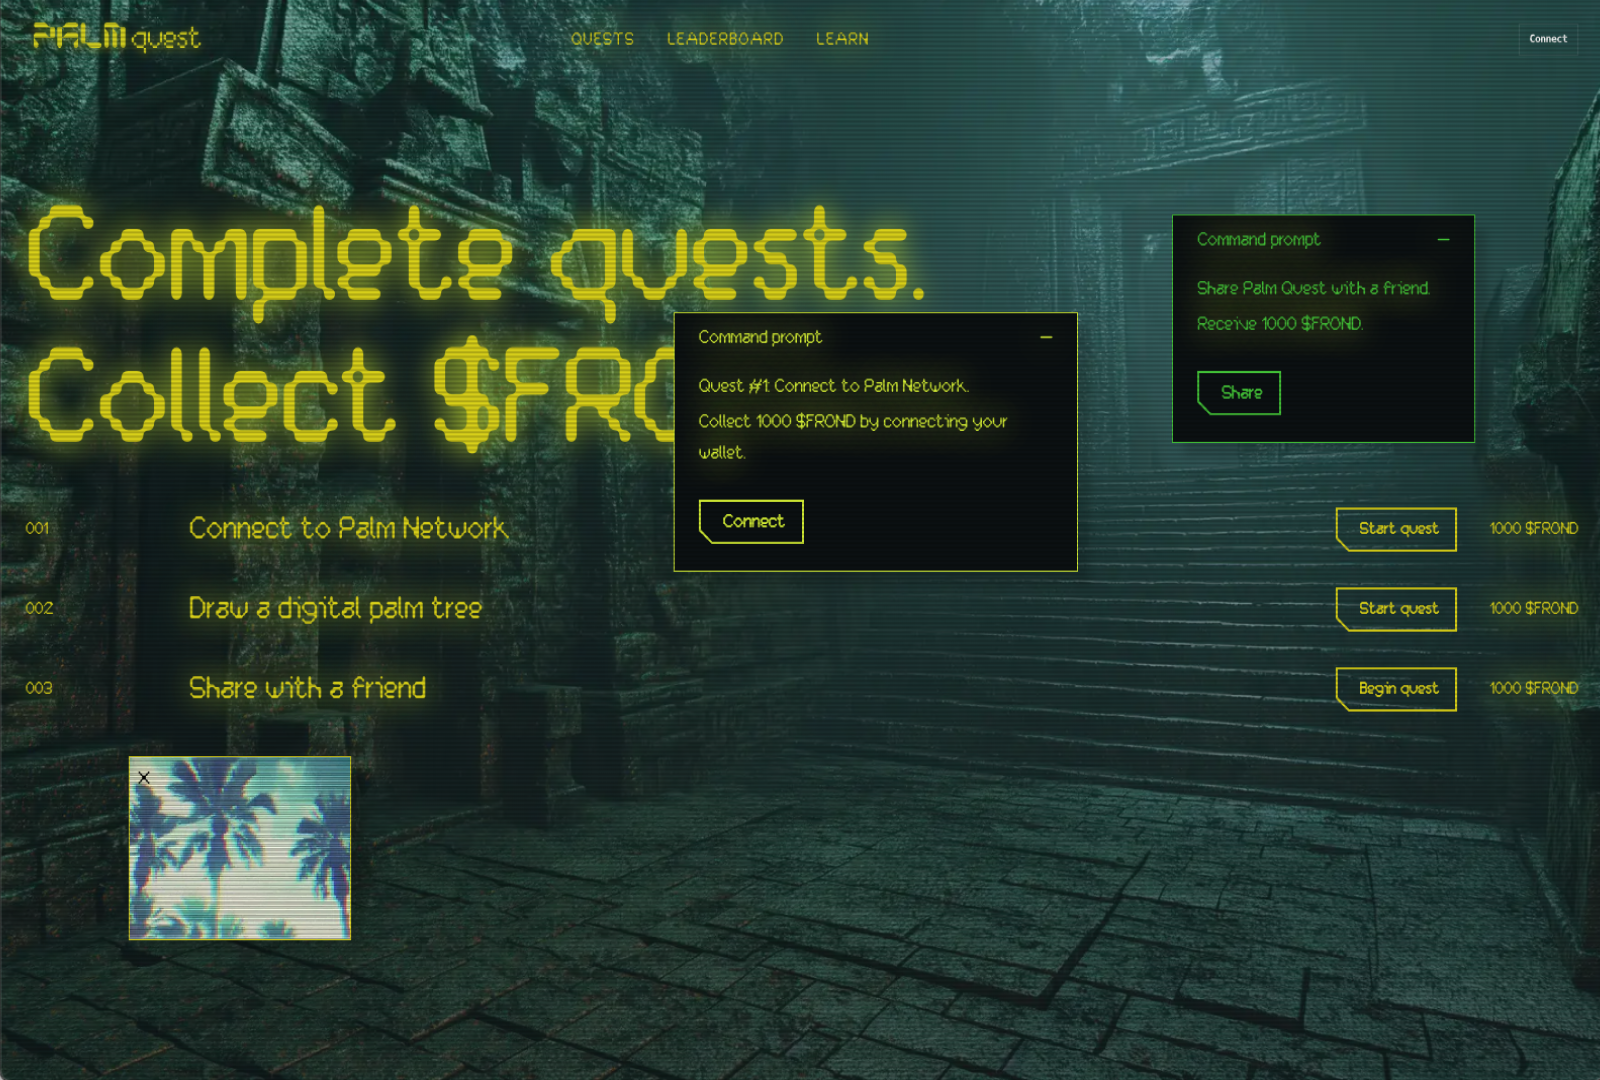 PALM quest
QUESTS LEADERBOARD LEARN
Connect
Complete quests.
Collect $FRO
Command prompt
Share Palm Quest with a friend.
Receive 1000 $FROND.
Share
Command prompt
Quest #1 Connect to Palm Network.
Collect 1000 $FROND by connecting your
wallet.
Connect
001 Connect to Palm Network Start quest 1000 $FROND
002 Draw a digital palm tree Start quest 1000 $FROND
003 Share with a friend Begin quest 1000 $FROND